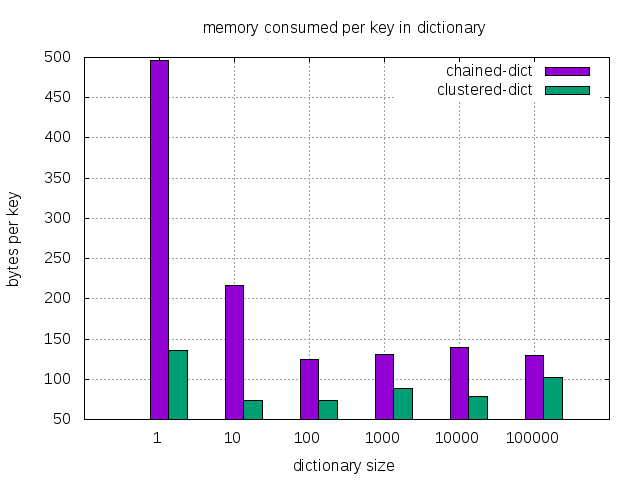 memory consumed per key in dictionary
chained-dict
clustered-dict
500
450
400
350
300
250
200
150
100
50
bytes per key
1 10 100 1000 10000 100000
dictionary size